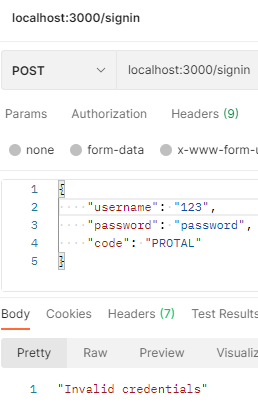 localhost:3000/signin
POST localhost:3000/signin
Params Authorization Headers (9)
none form-data x-www-form-u
1 {
2 "username": "123",
3 "password": "password",
4 "code": "PROTAL"
5 }
Body Cookies Headers (7) Test Results
Pretty Raw Preview Visualiz
1 "Invalid credentials"